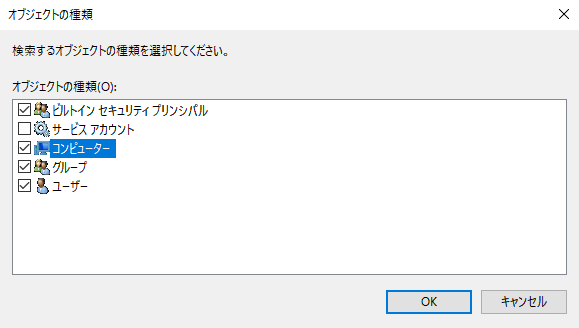 オブジェクトの種類
検索するオブジェクトの種類を選択してください。
オブジェクトの種類(O):
ビルトイン セキュリティ プリンシパル
サービス アカウント
コンピューター
グループ
ユーザー
OK
キャンセル